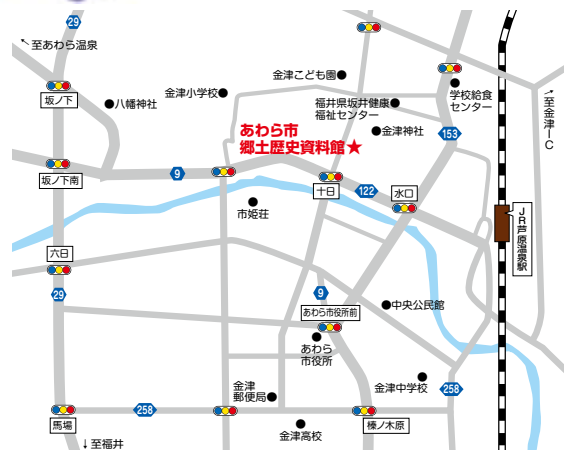 29
↖至あわら温泉
坂ノ下
八幡神社
金津小学校
金津こども園
福井県坂井健康
福祉センター
学校給食
センター
↑至金津IC
金津神社
153
あわら市
郷土歴史資料館★
坂ノ下南
9
十日
122
水口
市姫荘
JR芦原温泉駅
六日
29
9
あわら市役所前
中央公民館
あわら
市役所
金津
郵便局
金津中学校
258
馬場
258
榛ノ木原
金津高校
↓至福井